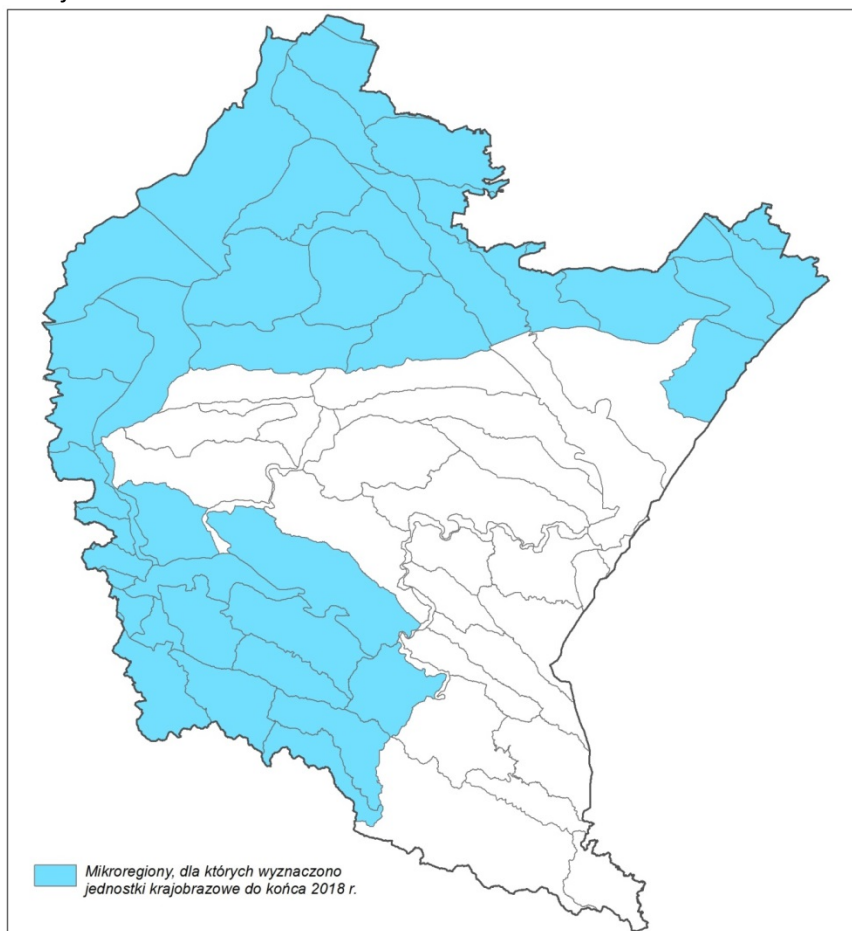 Mikroregiony, dla których wyznaczono
jednostki krajobrazowe do końca 2018 r.